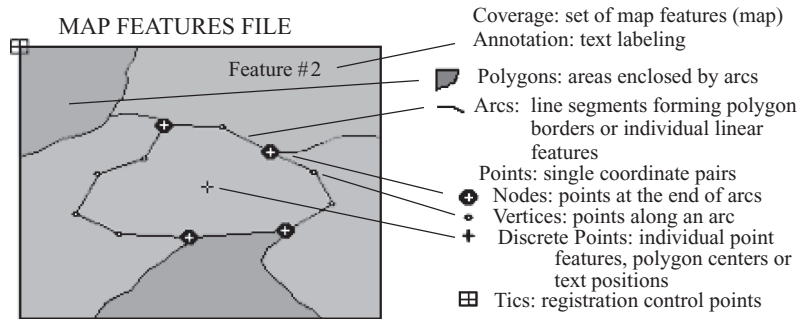 MAP FEATURES FILE
Feature #2
Coverage: set of map features (map)
Annotation: text labeling
Polygons: areas enclosed by arcs
Arcs: line segments forming polygon
borders or individual linear
features
Points: single coordinate pairs
Nodes: points at the end of arcs
Vertices: points along an arc
Discrete Points: individual point
features, polygon centers or
text positions
Tics: registration control points